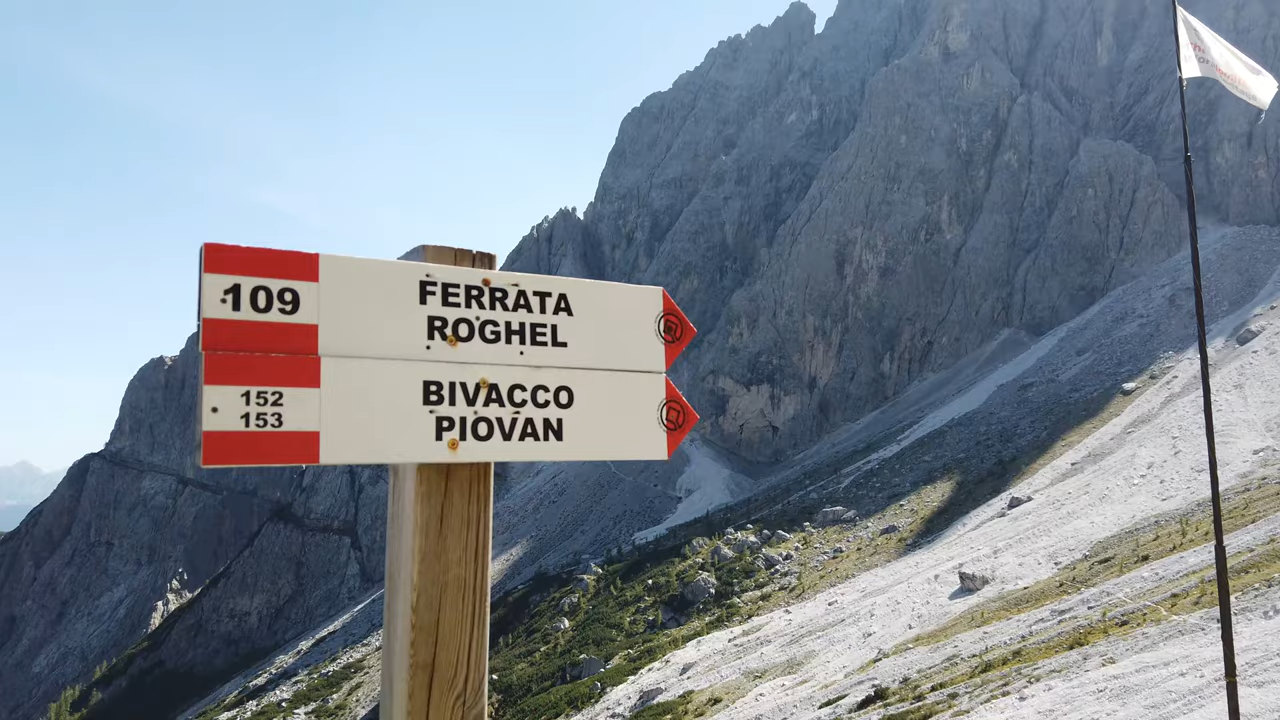 109
FERRATA
ROGHEL
152
153
BIVACCO
PIOVAN